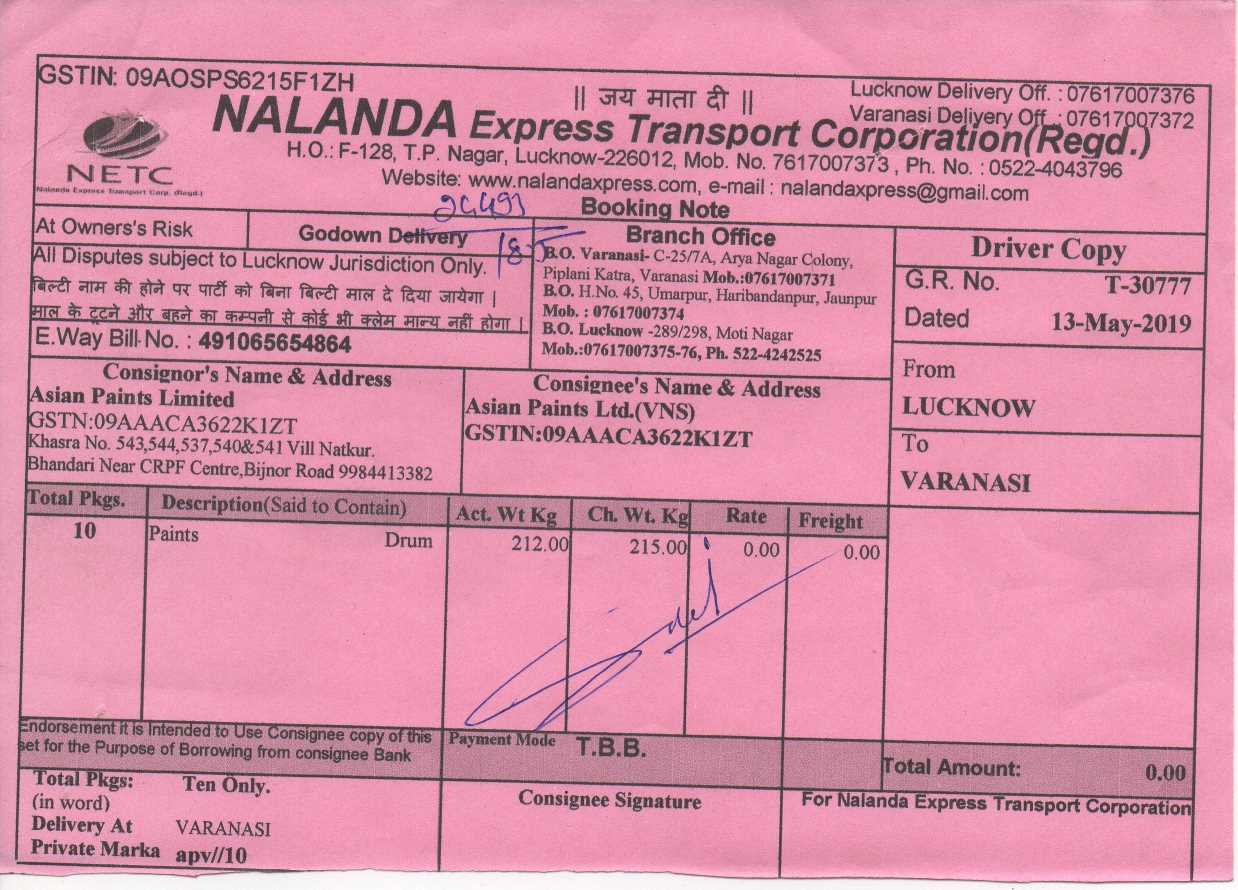 GSTIN: 09AOSPS6215F1ZH
|| जय माता दी ||
Lucknow Delivery Off. : 07617007376
Varanasi Delivery Off. : 07617007372
NETC
Nalanda Express Transport Corp. (Regd.)
NALANDA Express Transport Corporation(Regd.)
H.O.: F-128, T.P. Nagar, Lucknow-226012, Mob. No. 7617007373 , Ph. No. : 0522-4043796
Website: www.nalandaxpress.com, e-mail : nalandaxpress@gmail.com
Booking Note
At Owners's Risk
Godown Delivery
18-5
All Disputes subject to Lucknow Jurisdiction Only.
बिल्टी नाम की होने पर पार्टी को बिना बिल्टी माल दे दिया जायेगा |
माल के टूटने और बहने का कम्पनी से कोई भी क्लेम मान्य नहीं होगा |
E.Way Bill No. : 491065654864
Branch Office
B.O. Varanasi- C-25/7A, Arya Nagar Colony,
Piplani Katra, Varanasi Mob.:07617007371
B.O. H.No. 45, Umarpur, Haribandanpur, Jaunpur
Mob. : 07617007374
B.O. Lucknow -289/298, Moti Nagar
Mob.:07617007375-76, Ph. 522-4242525
Driver Copy
G.R. No. T-30777
Dated 13-May-2019
From
LUCKNOW
To
VARANASI
Consignor's Name & Address
Asian Paints Limited
GSTN:09AAACA3622K1ZT
Khasra No. 543,544,537,540&541 Vill Natkur.
Bhandari Near CRPF Centre,Bijnor Road 9984413382
Consignee's Name & Address
Asian Paints Ltd.(VNS)
GSTIN:09AAACA3622K1ZT
Total Pkgs. Description(Said to Contain) Act. Wt Kg Ch. Wt. Kg Rate Freight
10 Paints Drum 212.00 215.00 0.00 0.00
Endorsement it is Intended to Use Consignee copy of this
set for the Purpose of Borrowing from consignee Bank
Payment Mode T.B.B.
Total Amount: 0.00
Total Pkgs: Ten Only.
(in word)
Delivery At VARANASI
Private Marka apv//10
Consignee Signature
For Nalanda Express Transport Corporation